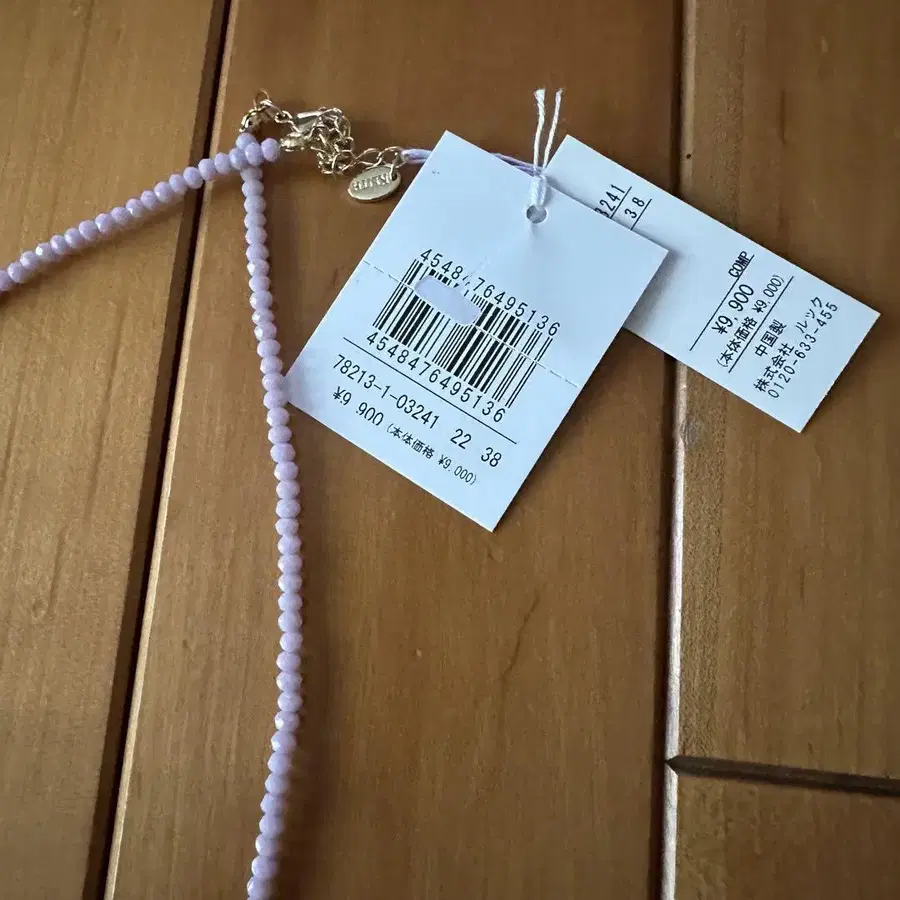 4548476495136
4548476495136
78213-1-03241 22 38
¥9,900 (本体価格 ¥9,000)
3241
38
COMP
¥9,900
(本体価格 ¥9,000)
中国製
株式会社 ルック
0120-633-455